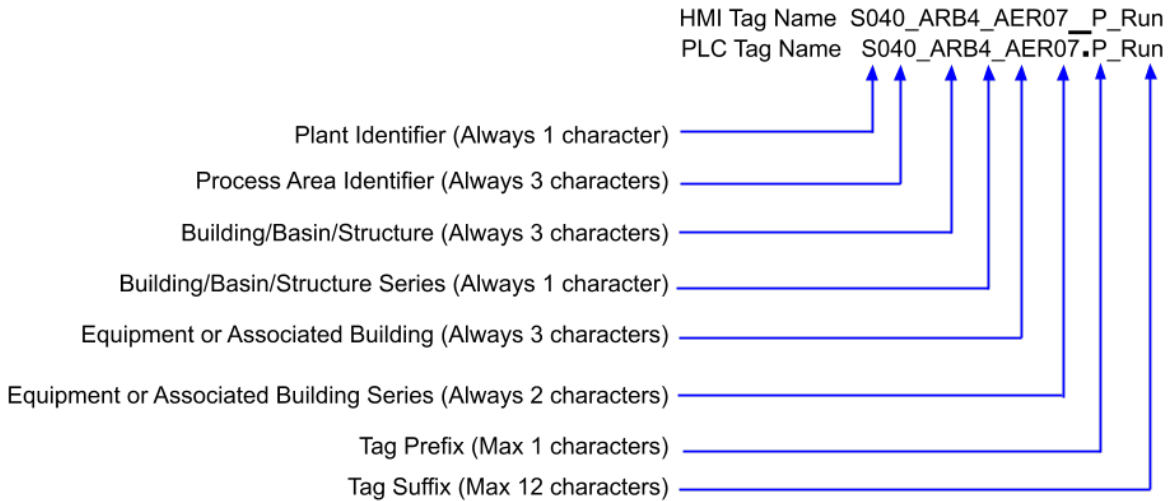 HMI Tag Name S040_ARB4_AER07_P_Run
PLC Tag Name S040_ARB4_AER07.P_Run
Plant Identifier (Always 1 character)
Process Area Identifier (Always 3 characters)
Building/Basin/Structure (Always 3 characters)
Building/Basin/Structure Series (Always 1 character)
Equipment or Associated Building (Always 3 characters)
Equipment or Associated Building Series (Always 2 characters)
Tag Prefix (Max 1 characters)
Tag Suffix (Max 12 characters)